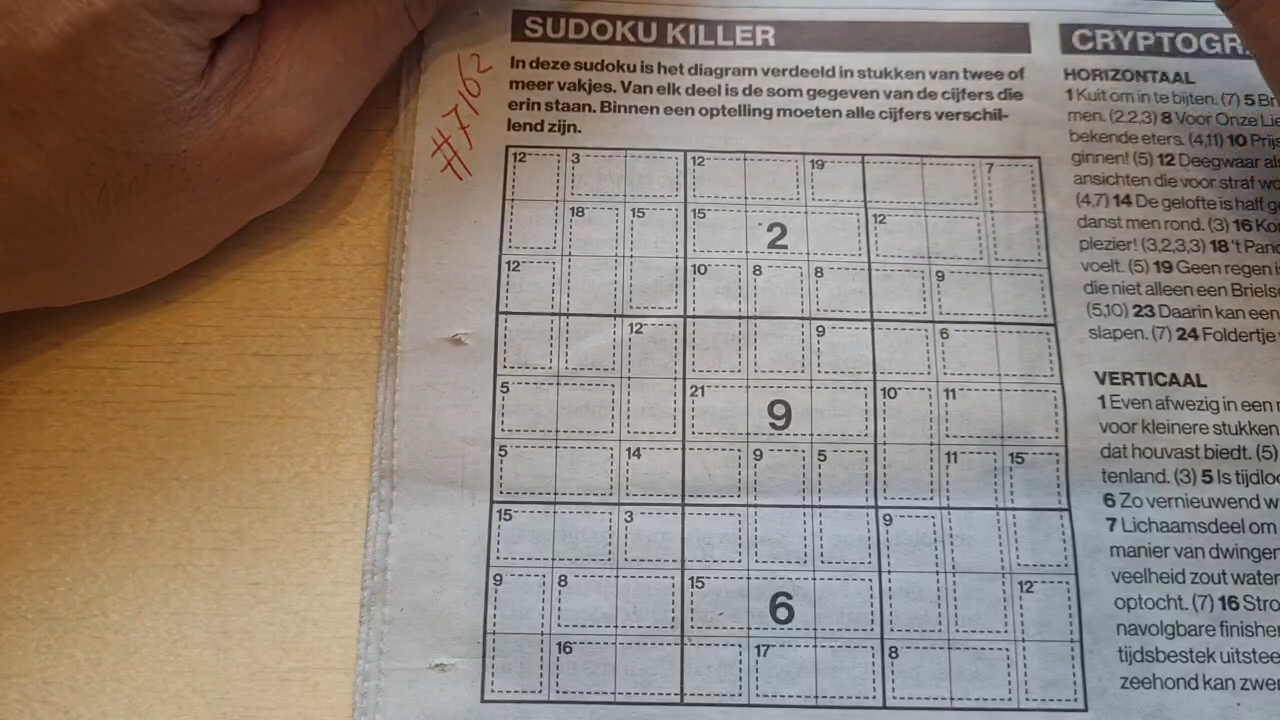 #7162
SUDOKU KILLER
In deze sudoku is het diagram verdeeld in stukken van twee of
meer vakjes. Van elk deel is de som gegeven van de cijfers die
erin staan. Binnen een optelling moeten alle cijfers verschil-
lend zijn.
12 3 12 19 7
18 15 15 2 12
12 10 8 8 9
12 9 6
5 21 9 10 11
5 14 9 5 11 15
15 3 9
9 8 15 6 12
16 17 8
CRYPTOGR
HORIZONTAAL
1 Kuit om in te bijten. (7) 5
men. (2,2,3) 8 Voor Onze
bekende eters. (4,11) 10
ginnen! (5) 12 Deegwaar
ansichten die voor straf
(4,7) 14 De gelofte is half
danst men rond. (3) 16
plezier! (3,2,3,3) 18 't
voelt. (5) 19 Geen regen
die niet alleen een
(5,10) 23 Daarin kan een
slapen. (7) 24 Foldertje
VERTICAAL
1 Even afwezig in een
voor kleinere stukken
dat houvast biedt. (5)
tenland. (3) 5 Is
6 Zo vernieuwend
7 Lichaamsdeel om
manier van dwingen
veelheid zout water
optocht. (7) 16
navolgbare
tijdsbestek
zeehond kan